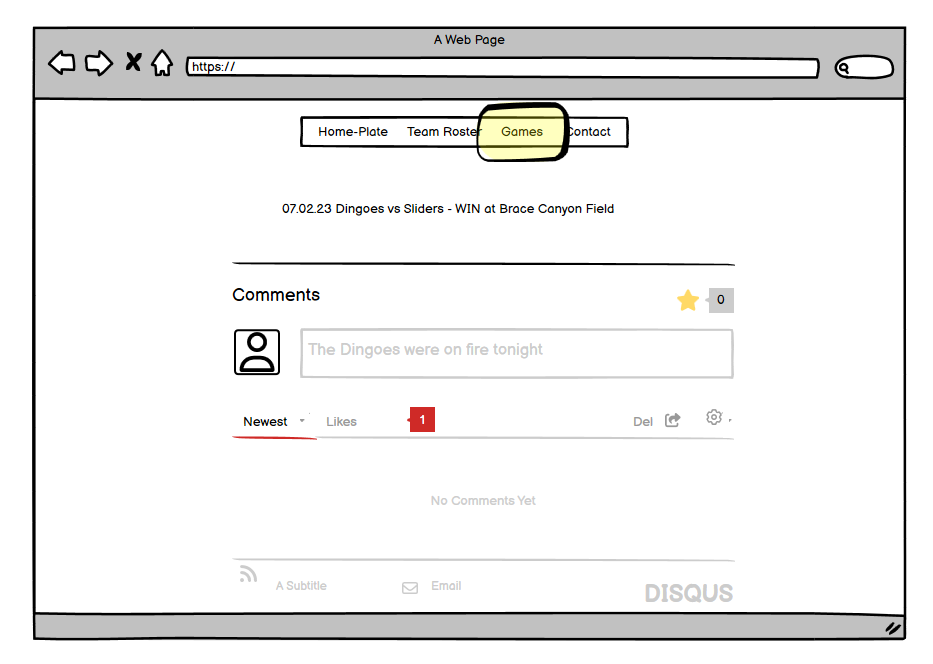 A Web Page
https://
Home-Plate Team Roster Games Contact
07.02.23 Dingoes vs Sliders - WIN at Brace Canyon Field
Comments
0
The Dingoes were on fire tonight
Newest Likes 1 Del
No Comments Yet
A Subtitle Email DISQUS